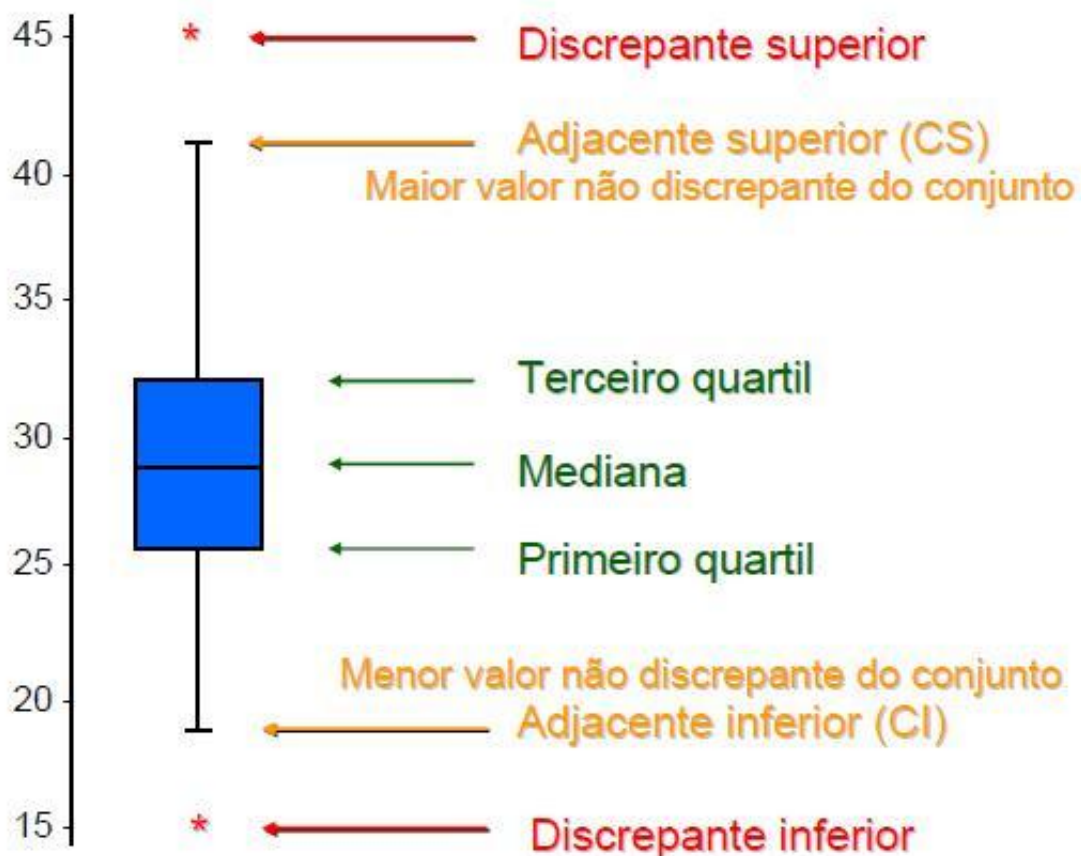 45
* Discrepante superior
Adjacente superior (CS)
40
Maior valor não discrepante do conjunto
35
Terceiro quartil
30
Mediana
25
Primeiro quartil
Menor valor não discrepante do conjunto
20
Adjacente inferior (CI)
15
* Discrepante inferior